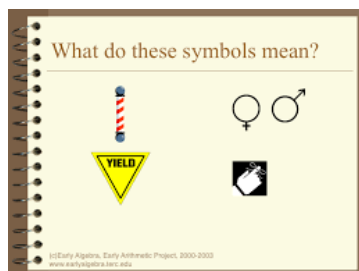 What do these symbols mean?
YIELD
(c)Early Algebra, Early Arithmetic Project, 2000-2003
www.earlyalgebra.terc.edu